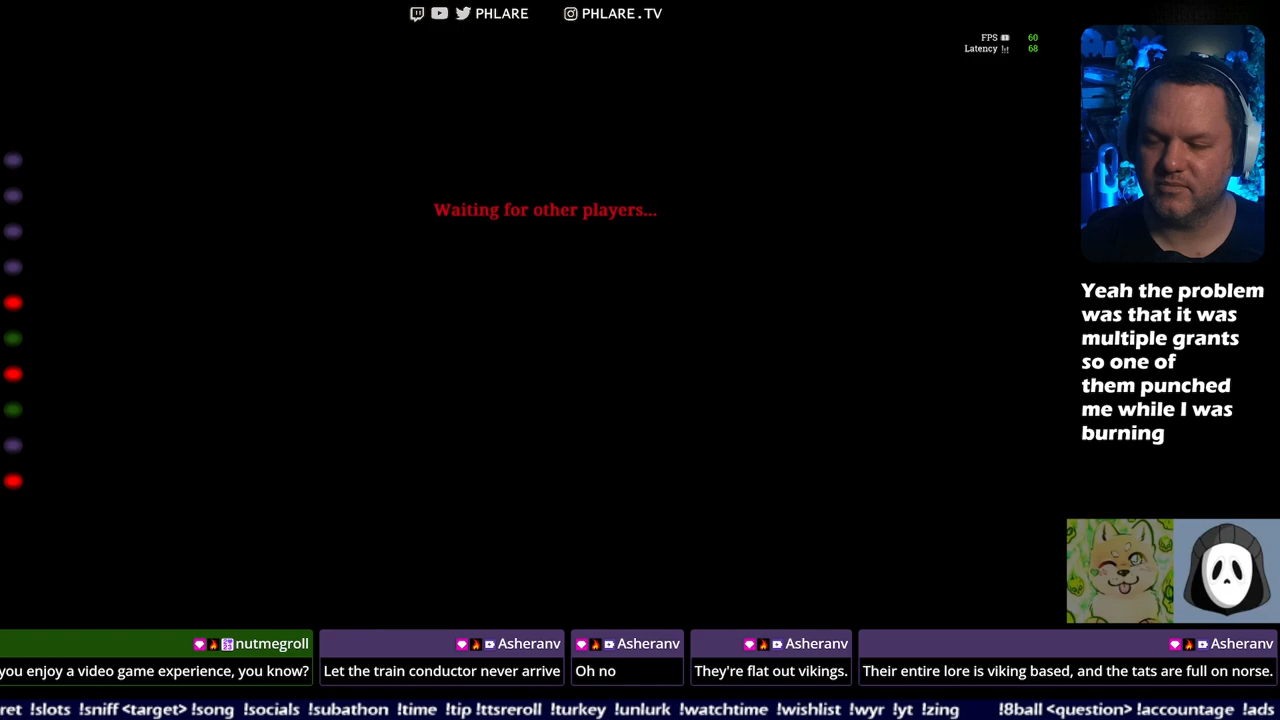 PHLARE PHLARE.TV
FPS 60
Latency 68
Waiting for other players...
Yeah the problem
was that it was
multiple grants
so one of
them punched
me while I was
burning
nutmegroll
you enjoy a video game experience, you know?
Asheranv
Let the train conductor never arrive
Asheranv
Oh no
Asheranv
They're flat out vikings.
Asheranv
Their entire lore is viking based, and the tats are full on norse.
ret !slots !sniff <target> !song !socials !subathon !time !tip !ttsreroll !turkey !unlurk !watchtime !wishlist !wyr !yt !zing !8ball <question> !accountage !ads